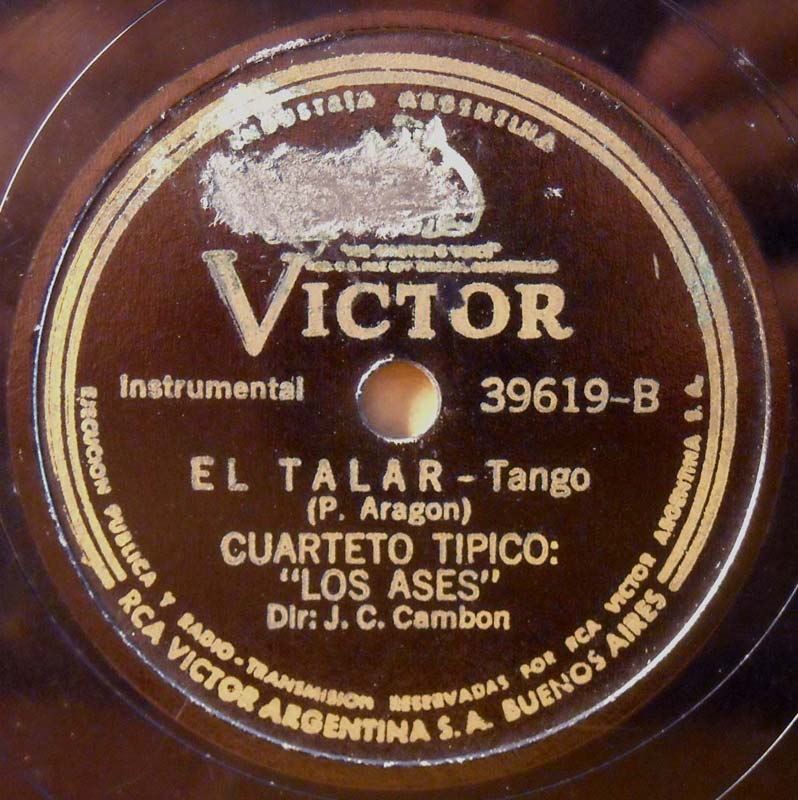 INDUSTRIA ARGENTINA
"HIS MASTER'S VOICE"
VICTOR
Instrumental
39619-B
EL TALAR - Tango
(P. Aragon)
CUARTETO TIPICO:
"LOS ASES"
Dir: J. C. Cambon
EJECUCION PUBLICA Y RADIO-TRANSMISION RESERVADAS POR RCA VICTOR ARGENTINA S. A.
RCA VICTOR ARGENTINA S. A. BUENOS AIRES